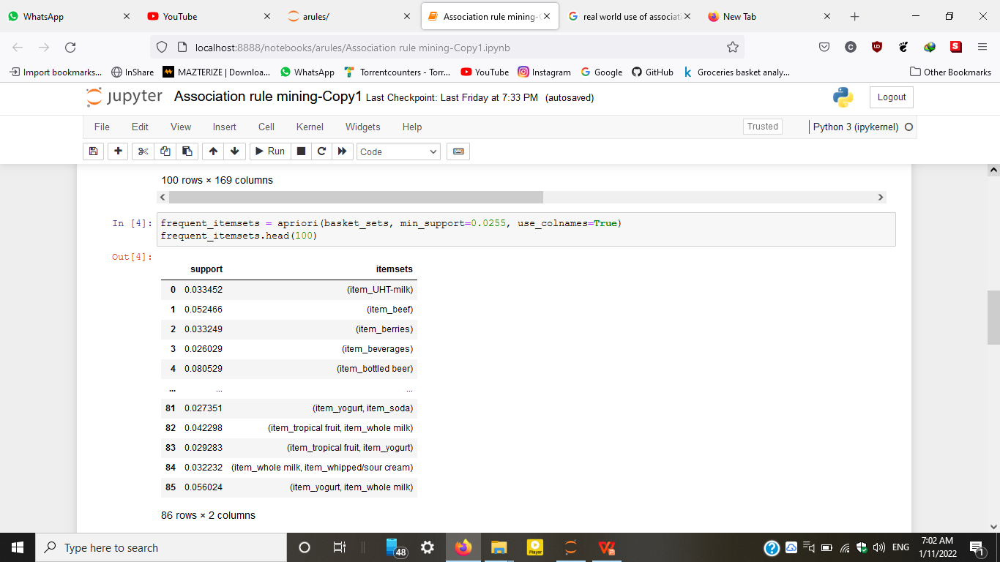 WhatsApp
YouTube
arules/
Association rule mining-C
real world use of associati
New Tab
localhost:8888/notebooks/arules/Association rule mining-Copy1.ipynb
Import bookmarks...
InShare
MAZTERIZE | Downloa...
WhatsApp
Torrentcounters - Torr...
YouTube
Instagram
Google
GitHub
Groceries basket analy...
Other Bookmarks
jupyter Association rule mining-Copy1 Last Checkpoint: Last Friday at 7:33 PM (autosaved)
Logout
File Edit View Insert Cell Kernel Widgets Help
Trusted
Python 3 (ipykernel)
Run
Code
100 rows × 169 columns
In [4]: frequent_itemsets = apriori(basket_sets, min_support=0.0255, use_colnames=True)
frequent_itemsets.head(100)
Out[4]:
support itemsets
0 0.033452 (item_UHT-milk)
1 0.052466 (item_beef)
2 0.033249 (item_berries)
3 0.026029 (item_beverages)
4 0.080529 (item_bottled beer)
... ... ...
81 0.027351 (item_yogurt, item_soda)
82 0.042298 (item_tropical fruit, item_whole milk)
83 0.029283 (item_tropical fruit, item_yogurt)
84 0.032232 (item_whole milk, item_whipped/sour cream)
85 0.056024 (item_yogurt, item_whole milk)
86 rows × 2 columns
Type here to search
48
Player
ENG
7:02 AM
1/11/2022
1